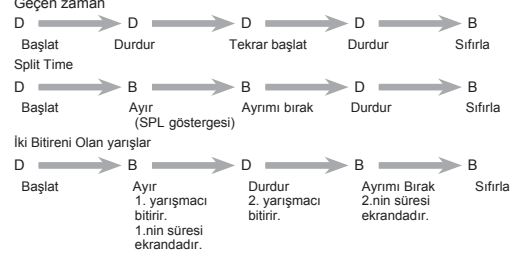 Geçen zaman
D D D D B
Başlat Durdur Tekrar başlat Durdur Sıfırla
Split Time
D B B D B
Başlat Ayır Ayrımı bırak Durdur Sıfırla
(SPL göstergesi)
İki Bitireni Olan yarışlar
D B D B B
Başlat Ayır Durdur Ayrımı Bırak Sıfırla
1. yarışmacı 2. yarışmacı 2.nin süresi
bitirir. bitirir. ekrandadır.
1.nin süresi
ekrandadır.